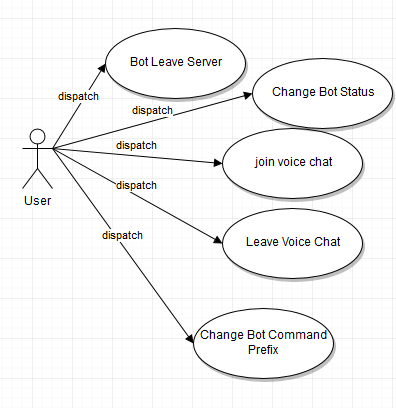 Bot Leave Server
dispatch
Change Bot Status
dispatch
dispatch
join voice chat
dispatch
User
Leave Voice Chat
dispatch
Change Bot Command
Prefix